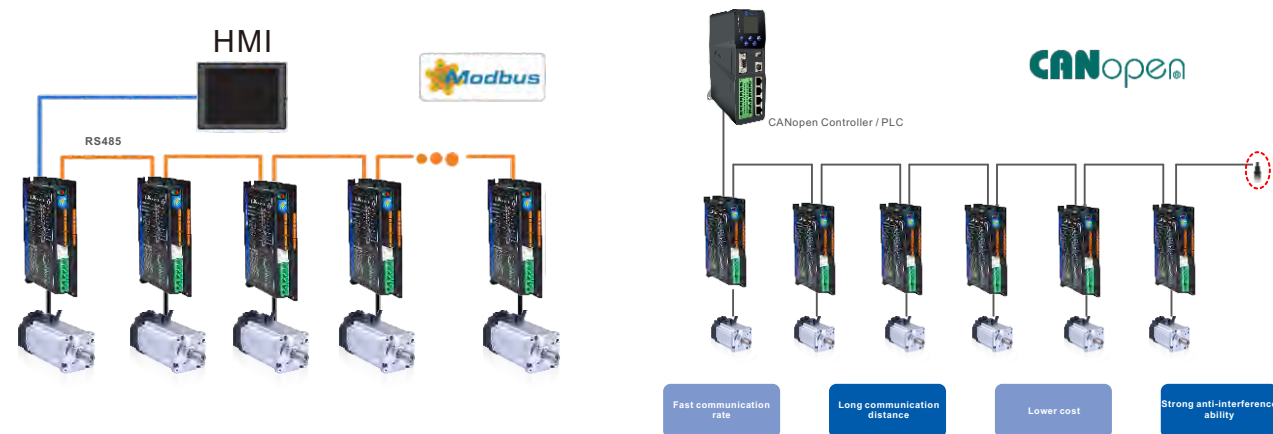 HMI
Modbus
RS485
CANopen
CANopen Controller / PLC
Fast communication
rate
Long communication
distance
Lower cost
Strong anti-interference
ability